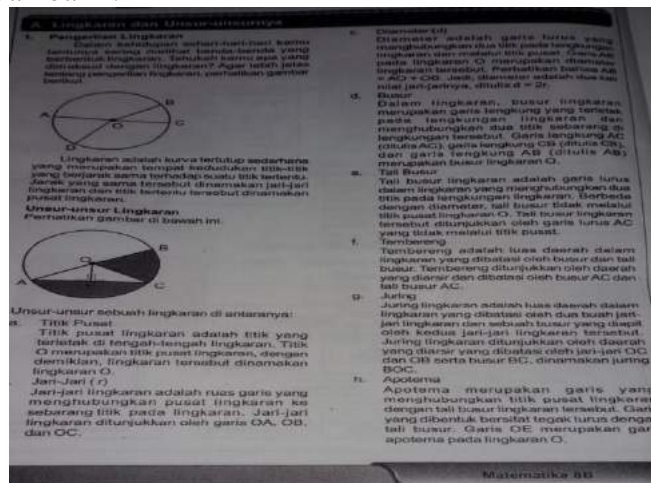 A. Lingkaran dan Unsur-unsurnya
1. Pengertian Lingkaran
Dalam kehidupan sehari-hari kamu
tentunya sering melihat benda-benda yang
berbentuk lingkaran. Tahukah kamu apa yang
dimaksud dengan lingkaran? Agar lebih jelas
tentang pengertian lingkaran, perhatikan gambar
berikut.
A
B
O
C
D
Lingkaran adalah kurva tertutup sederhana
yang merupakan tempat kedudukan titik-titik
yang berjarak sama terhadap suatu titik tertentu.
Jarak yang sama tersebut dinamakan jari-jari
lingkaran dan titik tertentu tersebut dinamakan
pusat lingkaran.
Unsur-unsur Lingkaran
Perhatikan gambar di bawah ini.
B
O
A
C
Unsur-unsur sebuah lingkaran di antaranya:
a. Titik Pusat
Titik pusat lingkaran adalah titik yang
terletak di tengah-tengah lingkaran. Titik
O merupakan titik pusat lingkaran, dengan
demikian, lingkaran tersebut dinamakan
lingkaran O.
Jari-Jari (r)
Jari-jari lingkaran adalah ruas garis yang
menghubungkan pusat lingkaran ke
sebarang titik pada lingkaran. Jari-jari
lingkaran ditunjukkan oleh garis OA, OB,
dan OC.
c. Diameter (d)
Diameter adalah garis lurus yang
menghubungkan dua titik pada lengkungan
lingkaran dan melalui titik pusat. Garis AB
pada lingkaran O merupakan diameter
lingkaran tersebut. Perhatikan bahwa AB
= AO + OB. Jadi, diameter adalah dua kali
nilai jari-jarinya, ditulis d = 2r.
d. Busur
Dalam lingkaran, busur lingkaran
merupakan garis lengkung yang terletak
pada lengkungan lingkaran dan
menghubungkan dua titik sebarang di
lengkungan tersebut. Garis lengkung AC
(ditulis AC), garis lengkung CB (ditulis CB),
dan garis lengkung AB (ditulis AB)
merupakan busur lingkaran O.
e. Tali Busur
Tali busur lingkaran adalah garis lurus
dalam lingkaran yang menghubungkan dua
titik pada lengkungan lingkaran. Berbeda
dengan diameter, tali busur tidak melalui
titik pusat lingkaran O. Tali busur lingkaran
tersebut ditunjukkan oleh garis lurus AC
yang tidak melalui titik pusat.
f. Tembereng
Tembereng adalah luas daerah dalam
lingkaran yang dibatasi oleh busur dan tali
busur. Tembereng ditunjukkan oleh daerah
yang diarsir dan dibatasi oleh busur AC dan
tali busur AC.
g. Juring
Juring lingkaran adalah luas daerah dalam
lingkaran yang dibatasi oleh dua buah jari-
jari lingkaran dan sebuah busur yang diapit
oleh kedua jari-jari lingkaran tersebut.
Juring lingkaran ditunjukkan oleh daerah
yang diarsir yang dibatasi oleh jari-jari OC
dan OB serta busur BC, dinamakan juring
BOC.
h. Apotema
Apotema merupakan garis yang
menghubungkan titik pusat lingkaran
dengan tali busur lingkaran tersebut. Gari
yang dibentuk bersifat tegak lurus denga
tali busur. Garis OE merupakan gar
apotema pada lingkaran O.
Matematika 8B